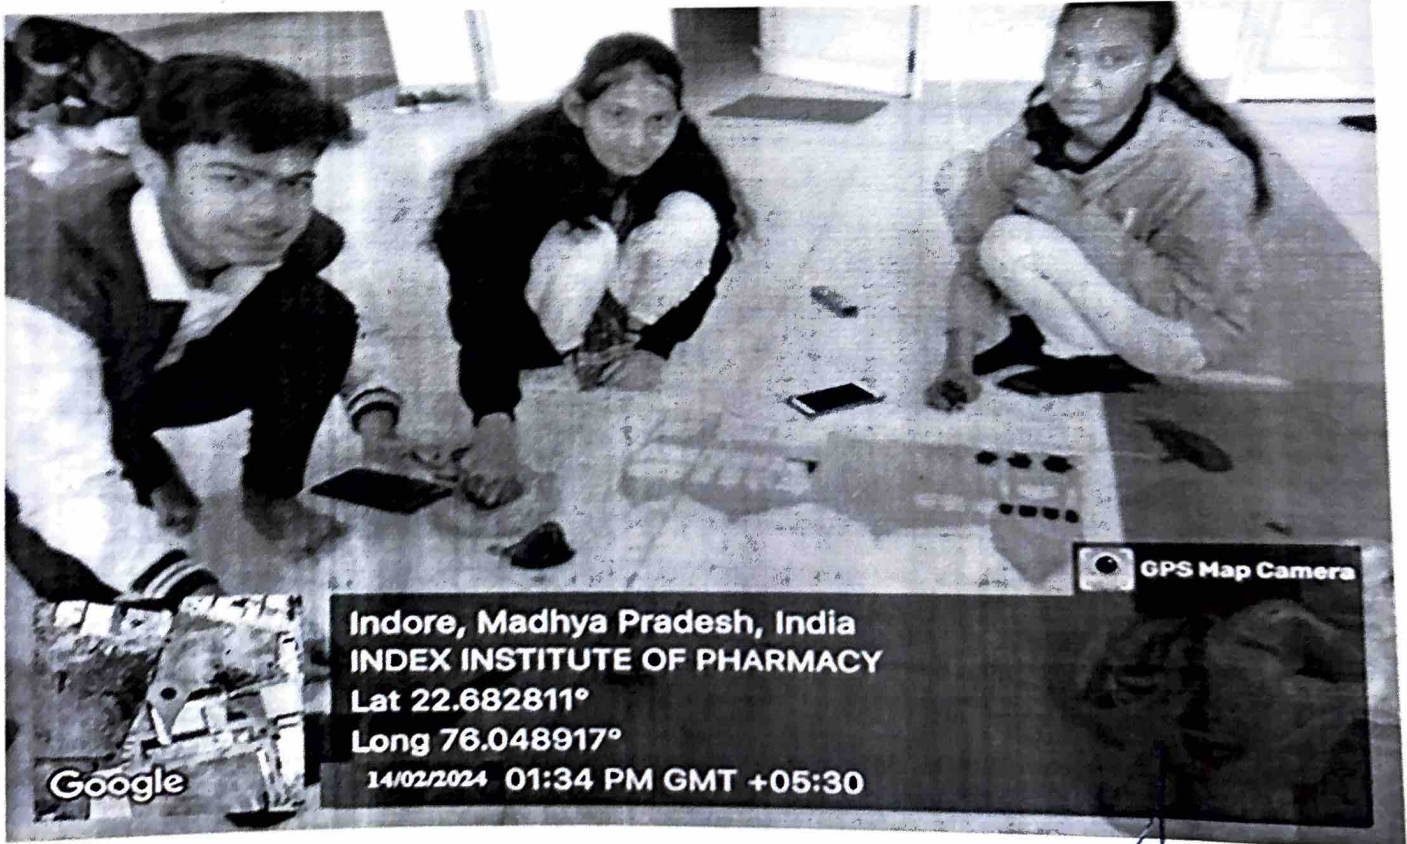 GPS Map Camera
Indore, Madhya Pradesh, India
INDEX INSTITUTE OF PHARMACY
Lat 22.682811°
Long 76.048917°
14/02/2024 01:34 PM GMT +05:30
Google